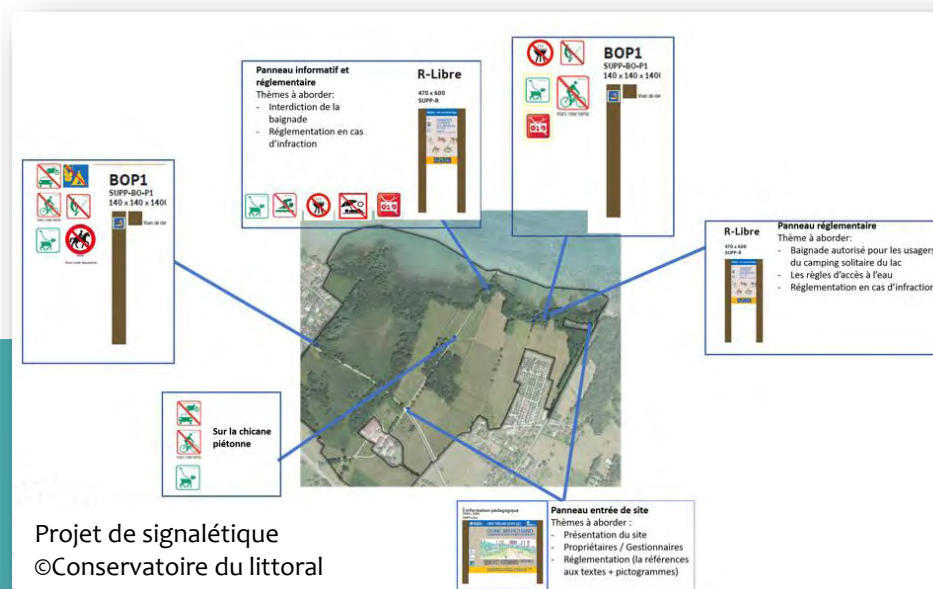 Panneau informatif et
réglementaire
Thèmes à aborder:
- Interdiction de la
baignade
- Réglementation en cas
d'infraction
R-Libre
470 x 600
SUPP-R
BOP1
SUPP-BO-P1
140 x 140 x 1400
BOP1
SUPP-BO-P1
140 x 140 x 1400
R-Libre
470 x 600
SUPP-R
Panneau réglementaire
Thème à aborder:
- Baignade autorisé pour les usagers
du camping solitaire du lac
- Les règles d'accès à l'eau
- Réglementation en cas d'infraction
Sur la chicane
piétonne
Information pédagogique
Panneau entrée de site
Thèmes à aborder :
- Présentation du site
- Propriétaires / Gestionnaires
- Réglementation (la références
aux textes + pictogrammes)
DUNE MARCHAND
Projet de signalétique
©Conservatoire du littoral